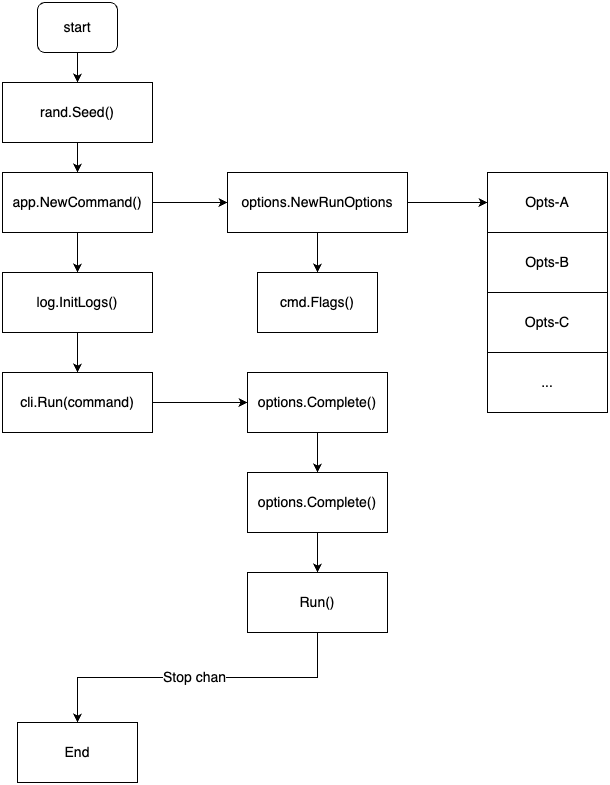 start
rand.Seed()
app.NewCommand()
options.NewRunOptions
Opts-A
Opts-B
Opts-C
...
log.InitLogs()
cmd.Flags()
cli.Run(command)
options.Complete()
options.Complete()
Run()
Stop chan
End